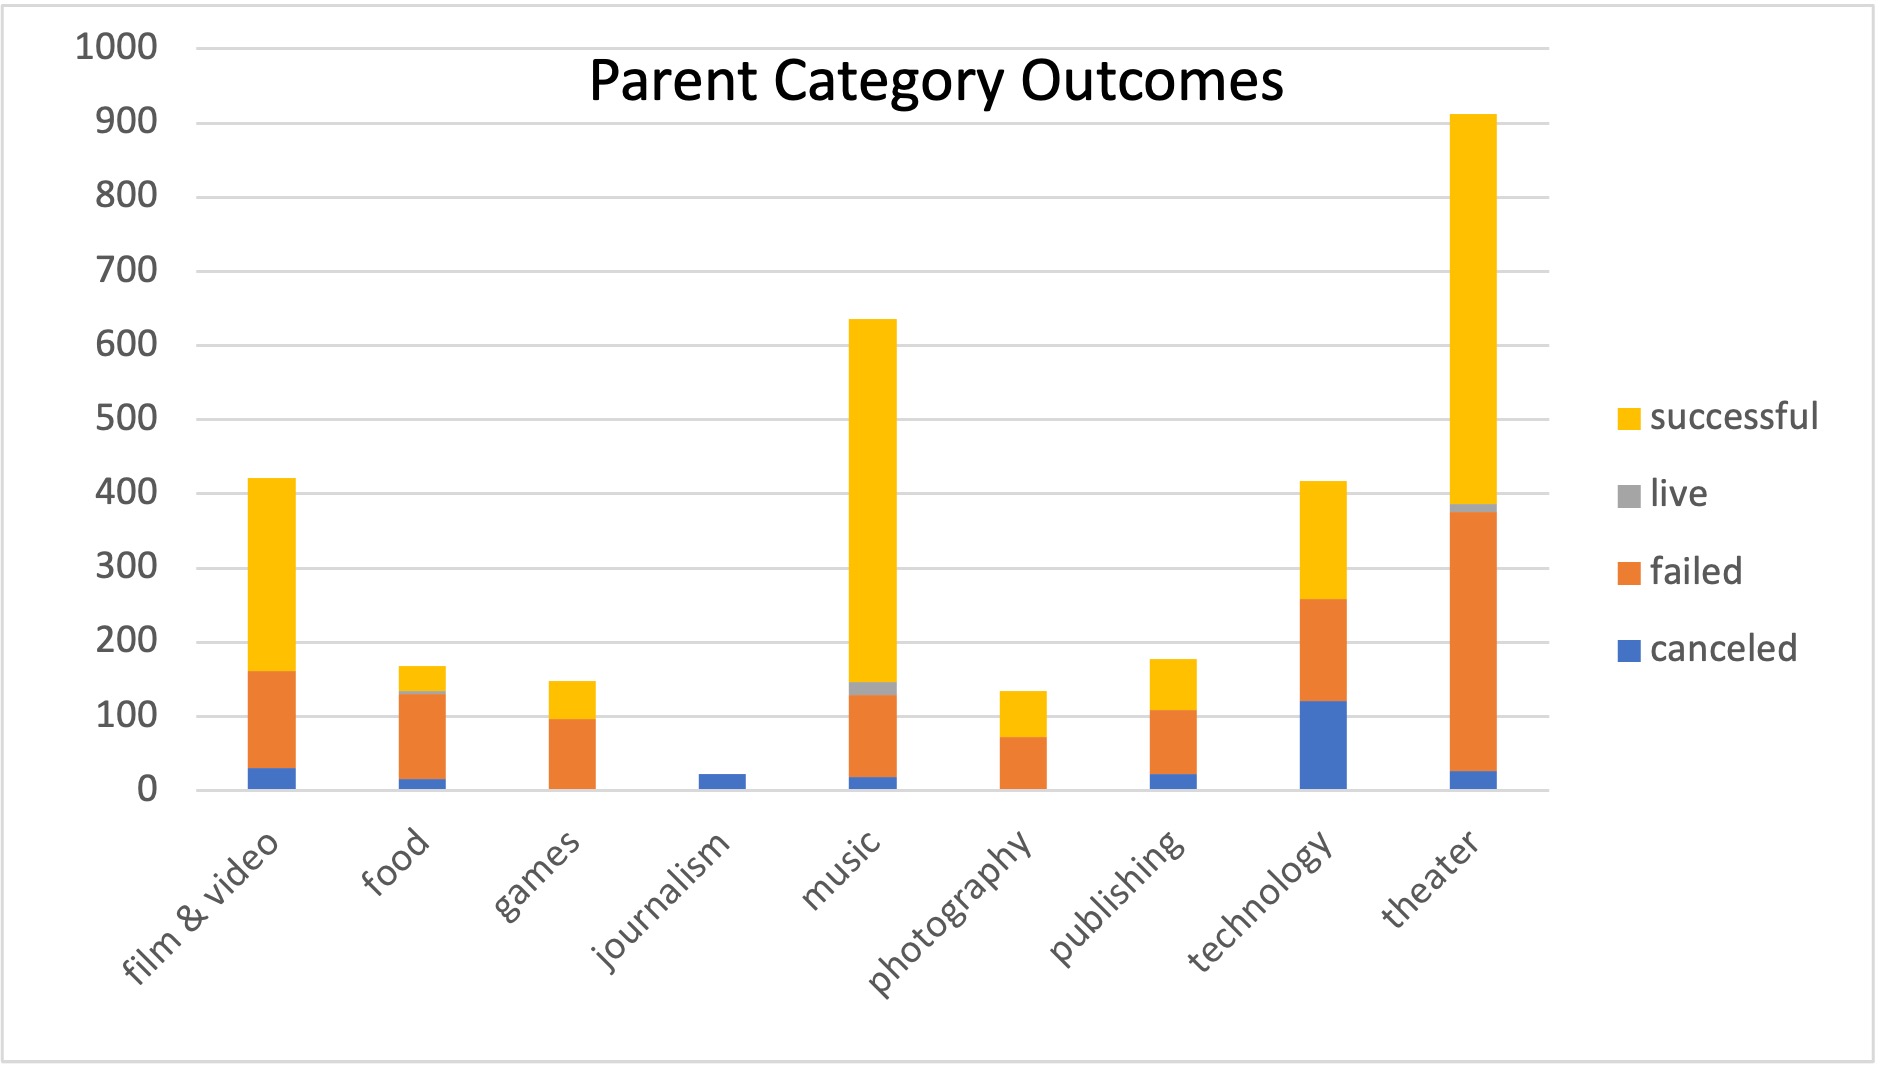 Parent Category Outcomes
1000
900
800
700
600
500
400
300
200
100
0
film & video
food
games
journalism
music
photography
publishing
technology
theater
successful
live
failed
canceled